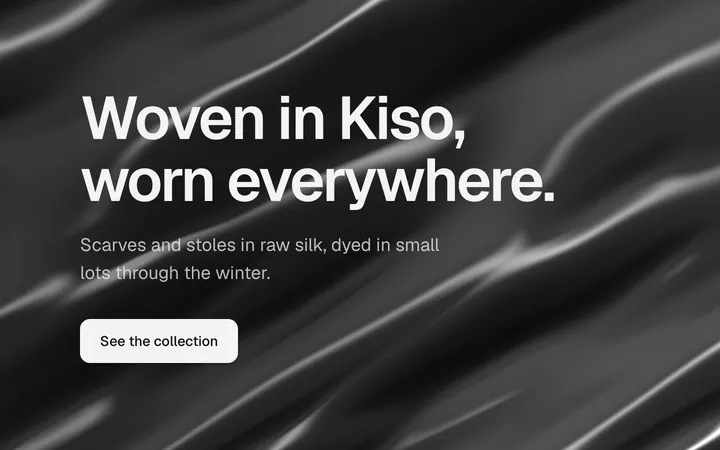 Woven in Kiso,
worn everywhere.
Scarves and stoles in raw silk, dyed in small
lots through the winter.
See the collection